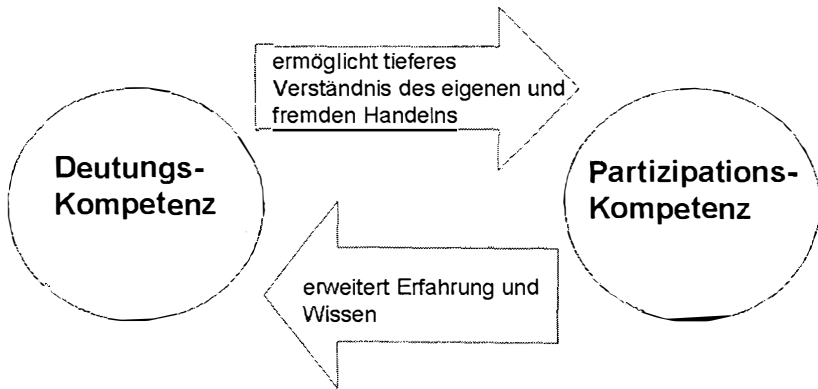 ermöglicht tieferes
Verständnis des eigenen und
fremden Handelns
Deutungs-
Kompetenz
Partizipations-
Kompetenz
erweitert Erfahrung und
Wissen